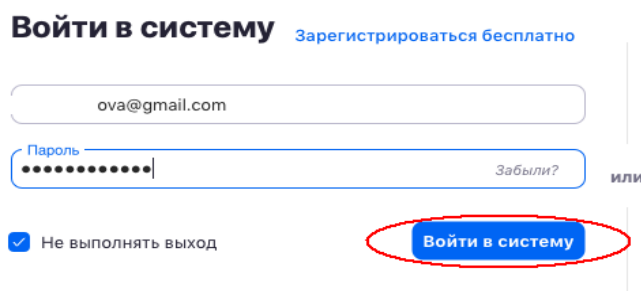 Войти в систему Зарегистрироваться бесплатно
ova@gmail.com
Пароль
•••••••••••• Забыли?
или
Не выполнять выход Войти в систему